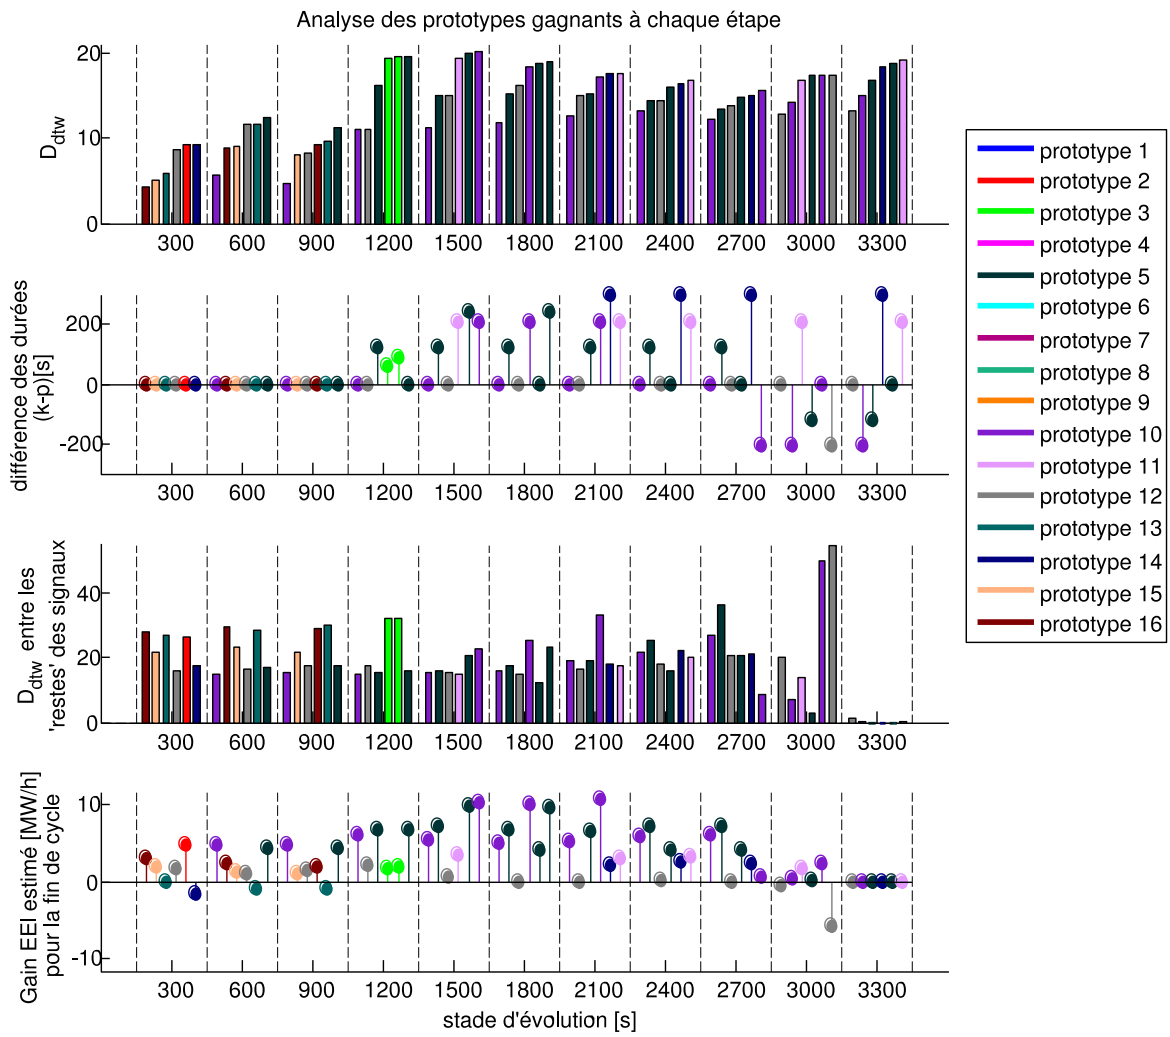 Analyse des prototypes gagnants à chaque étape
20
10
0
D_dtw
300 600 900 1200 1500 1800 2100 2400 2700 3000 3300
200
0
-200
différence des durées
(k-p)[s]
300 600 900 1200 1500 1800 2100 2400 2700 3000 3300
40
20
0
D_dtw entre les
'restes' des signaux
300 600 900 1200 1500 1800 2100 2400 2700 3000 3300
10
0
-10
Gain EEI estimé [MW/h]
pour la fin de cycle
300 600 900 1200 1500 1800 2100 2400 2700 3000 3300
stade d'évolution [s]
prototype 1
prototype 2
prototype 3
prototype 4
prototype 5
prototype 6
prototype 7
prototype 8
prototype 9
prototype 10
prototype 11
prototype 12
prototype 13
prototype 14
prototype 15
prototype 16